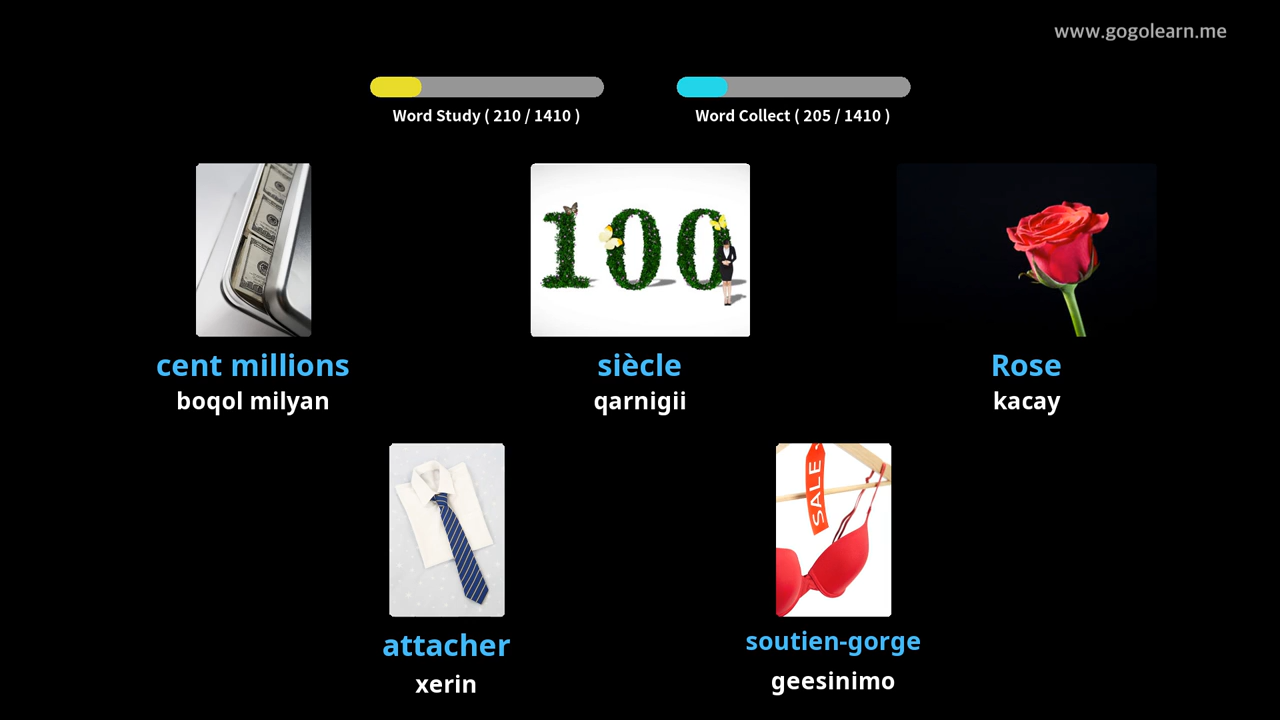 www.gogolearn.me
Word Study ( 210 / 1410 )
Word Collect ( 205 / 1410 )
100
cent millions
boqol milyan
siècle
qarnigii
Rose
kacay
SALE
attacher
xerin
soutien-gorge
geesinimo